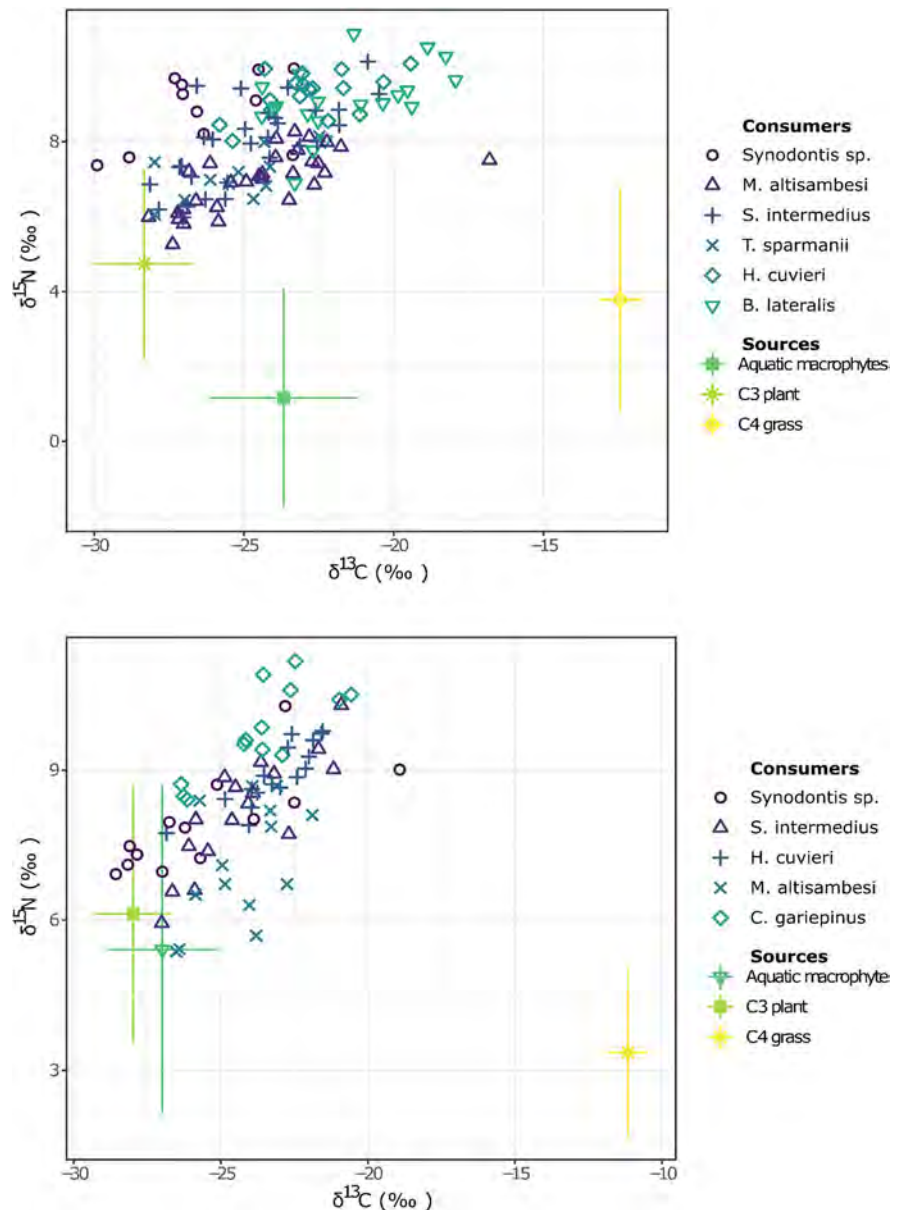 8
4
0
δ¹⁵N (‰)
−30
−25
−20
−15
δ¹³C (‰)
Consumers
Synodontis sp.
M. altisambesi
S. intermedius
T. sparmanii
H. cuvieri
B. lateralis
Sources
Aquatic macrophytes
C3 plant
C4 grass
9
6
3
δ¹⁵N (‰)
−30
−25
−20
−15
−10
δ¹³C (‰)
Consumers
Synodontis sp.
S. intermedius
H. cuvieri
M. altisambesi
C. gariepinus
Sources
Aquatic macrophyte
C3 plant
C4 grass